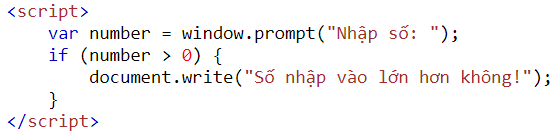 <script>
var number = window.prompt("Nhập số: ");
if (number > 0) {
document.write("Số nhập vào lớn hơn không!");
}
</script>